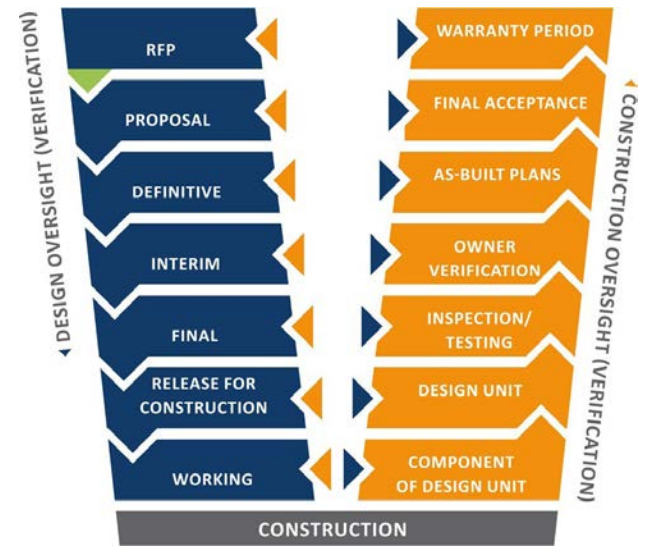 DESIGN OVERSIGHT (VERIFICATION)
RFP
PROPOSAL
DEFINITIVE
INTERIM
FINAL
RELEASE FOR
CONSTRUCTION
WORKING
WARRANTY PERIOD
FINAL ACCEPTANCE
AS-BUILT PLANS
OWNER
VERIFICATION
INSPECTION/
TESTING
DESIGN UNIT
COMPONENT
OF DESIGN UNIT
CONSTRUCTION OVERSIGHT (VERIFICATION)
CONSTRUCTION